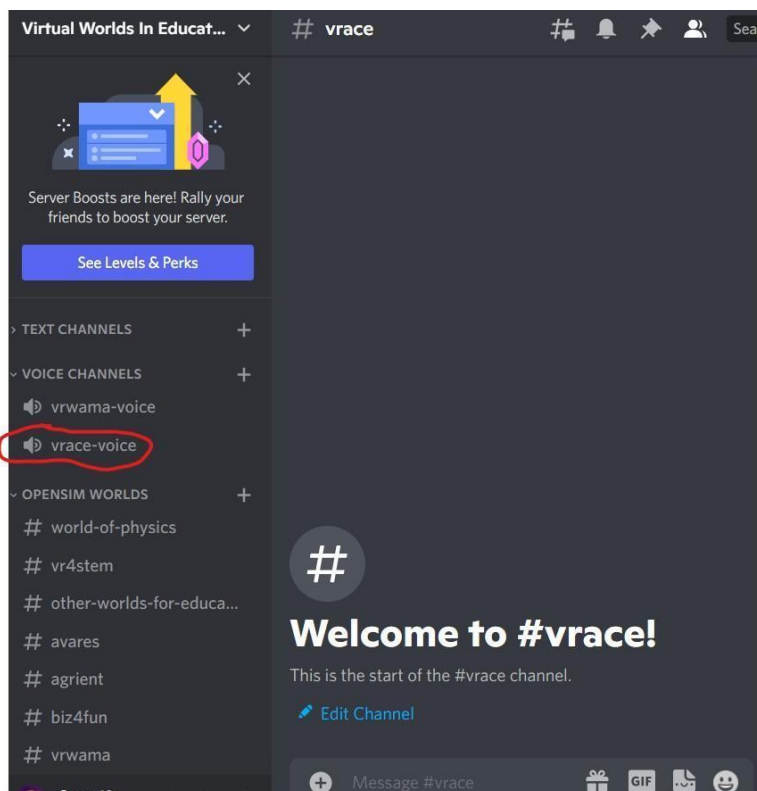 Virtual Worlds In Educat...
# vrace
Sea
Server Boosts are here! Rally your
friends to boost your server.
See Levels & Perks
TEXT CHANNELS +
VOICE CHANNELS +
vrwama-voice
vrace-voice
OPENSIM WORLDS +
# world-of-physics
# vr4stem
# other-worlds-for-educa...
# avares
# agrient
# biz4fun
# vrwama
#
Welcome to #vrace!
This is the start of the #vrace channel.
Edit Channel
Message #vrace
GIF